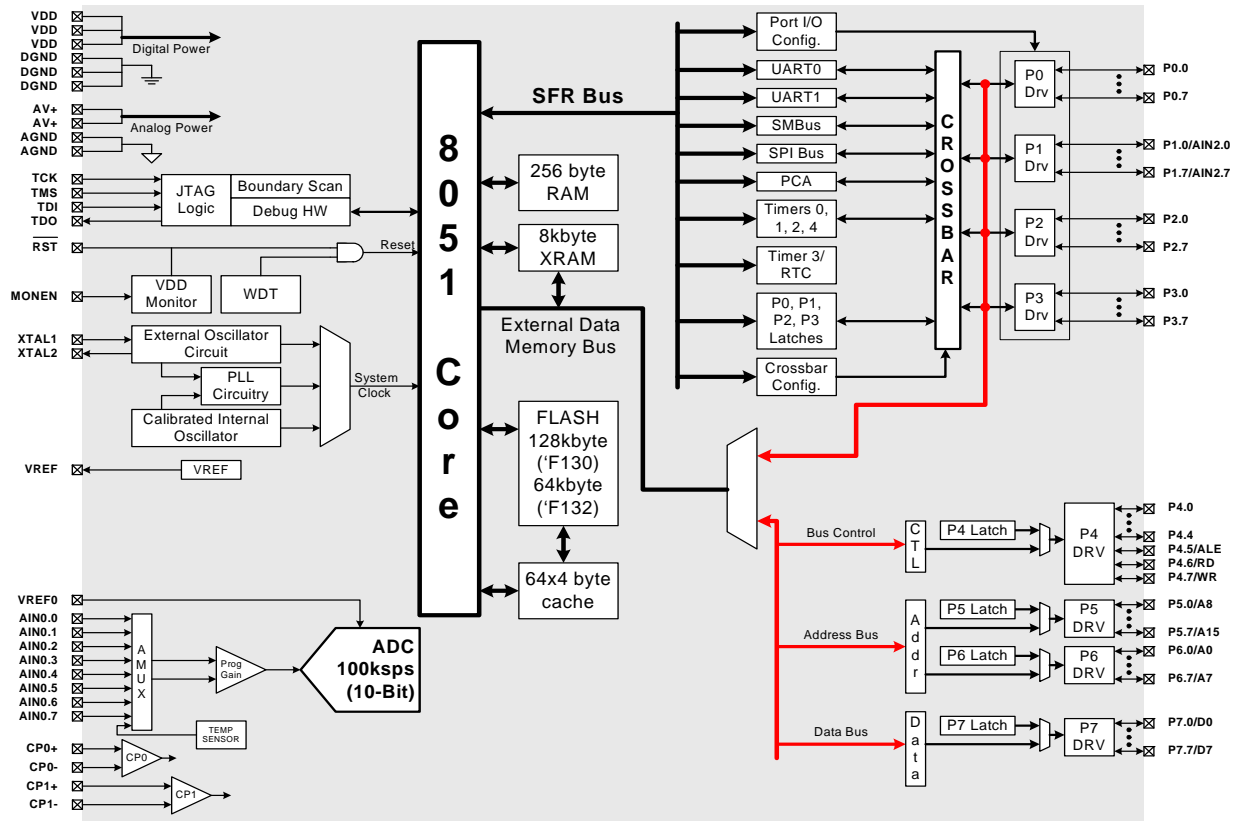 VDD
VDD
VDD
DGND
DGND
DGND
Digital Power
AV+
AV+
AGND
AGND
Analog Power
TCK
TMS
TDI
TDO
JTAG
Logic
Boundary Scan
Debug HW
RST
Reset
MONEN
VDD
Monitor
WDT
XTAL1
XTAL2
External Oscillator
Circuit
PLL
Circuitry
Calibrated Internal
Oscillator
System
Clock
VREF
VREF
VREF0
AIN0.0
AIN0.1
AIN0.2
AIN0.3
AIN0.4
AIN0.5
AIN0.6
AIN0.7
A
M
U
X
Prog
Gain
ADC
100ksps
(10-Bit)
TEMP
SENSOR
CP0+
CP0-
CP0
CP1+
CP1-
CP1
8
0
5
1
C
o
r
e
SFR Bus
256 byte
RAM
8kbyte
XRAM
External Data
Memory Bus
FLASH
128kbyte
(‘F130)
64kbyte
(‘F132)
64x4 byte
cache
Port I/O
Config.
UART0
UART1
SMBus
SPI Bus
PCA
Timers 0,
1, 2, 4
Timer 3/
RTC
P0, P1,
P2, P3
Latches
Crossbar
Config.
C
R
O
S
S
B
A
R
P0
Drv
P1
Drv
P2
Drv
P3
Drv
P0.0
P0.7
P1.0/AIN2.0
P1.7/AIN2.7
P2.0
P2.7
P3.0
P3.7
Bus Control
C
T
L
P4 Latch
P4
DRV
P4.0
P4.4
P4.5/ALE
P4.6/RD
P4.7/WR
Address Bus
A
d
d
r
P5 Latch
P5
DRV
P5.0/A8
P5.7/A15
P6 Latch
P6
DRV
P6.0/A0
P6.7/A7
Data Bus
D
a
t
a
P7 Latch
P7
DRV
P7.0/D0
P7.7/D7